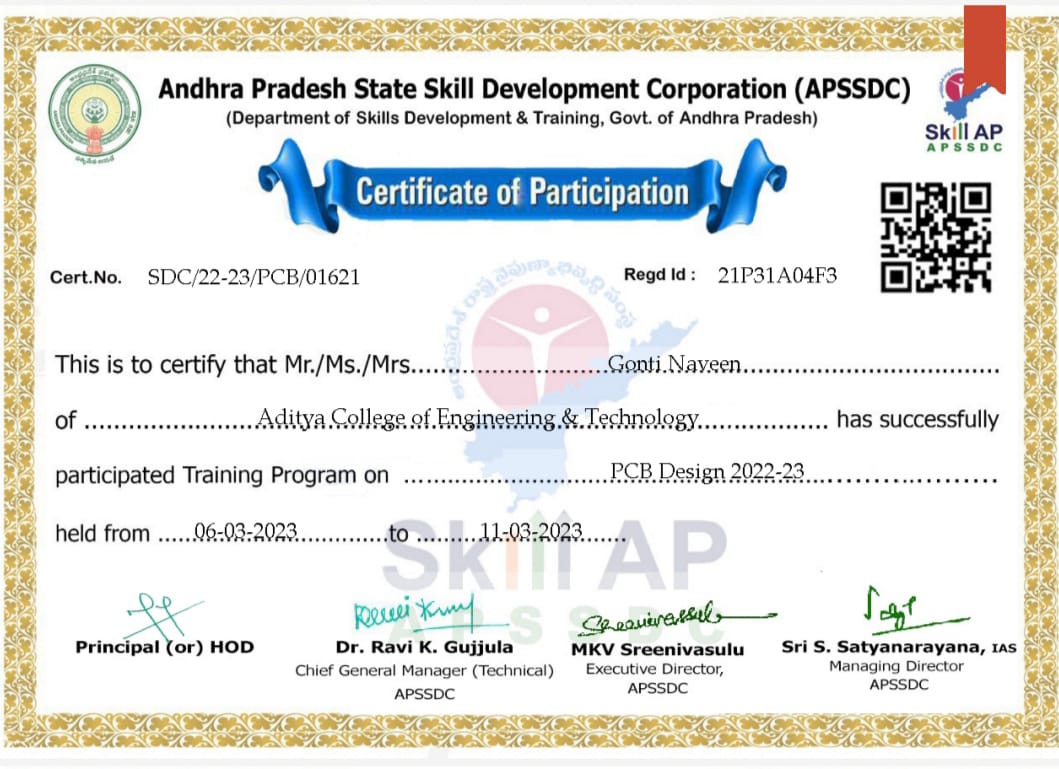 Andhra Pradesh State Skill Development Corporation (APSSDC)
(Department of Skills Development & Training, Govt. of Andhra Pradesh)
Skill AP
APSSDC
Certificate of Participation
Cert.No. SDC/22-23/PCB/01621
Regd Id : 21P31A04F3
This is to certify that Mr./Ms./Mrs......................Gonti Naveen...................................
of .......................Aditya College of Engineering & Technology.................. has successfully
participated Training Program on ............................PCB Design 2022-23..........................
held from .....06-03-2023............to .........11-03-2023......
Skill AP
APSSDC
Principal (or) HOD
Dr. Ravi K. Gujjula
Chief General Manager (Technical)
APSSDC
MKV Sreenivasulu
Executive Director,
APSSDC
Sri S. Satyanarayana, IAS
Managing Director
APSSDC